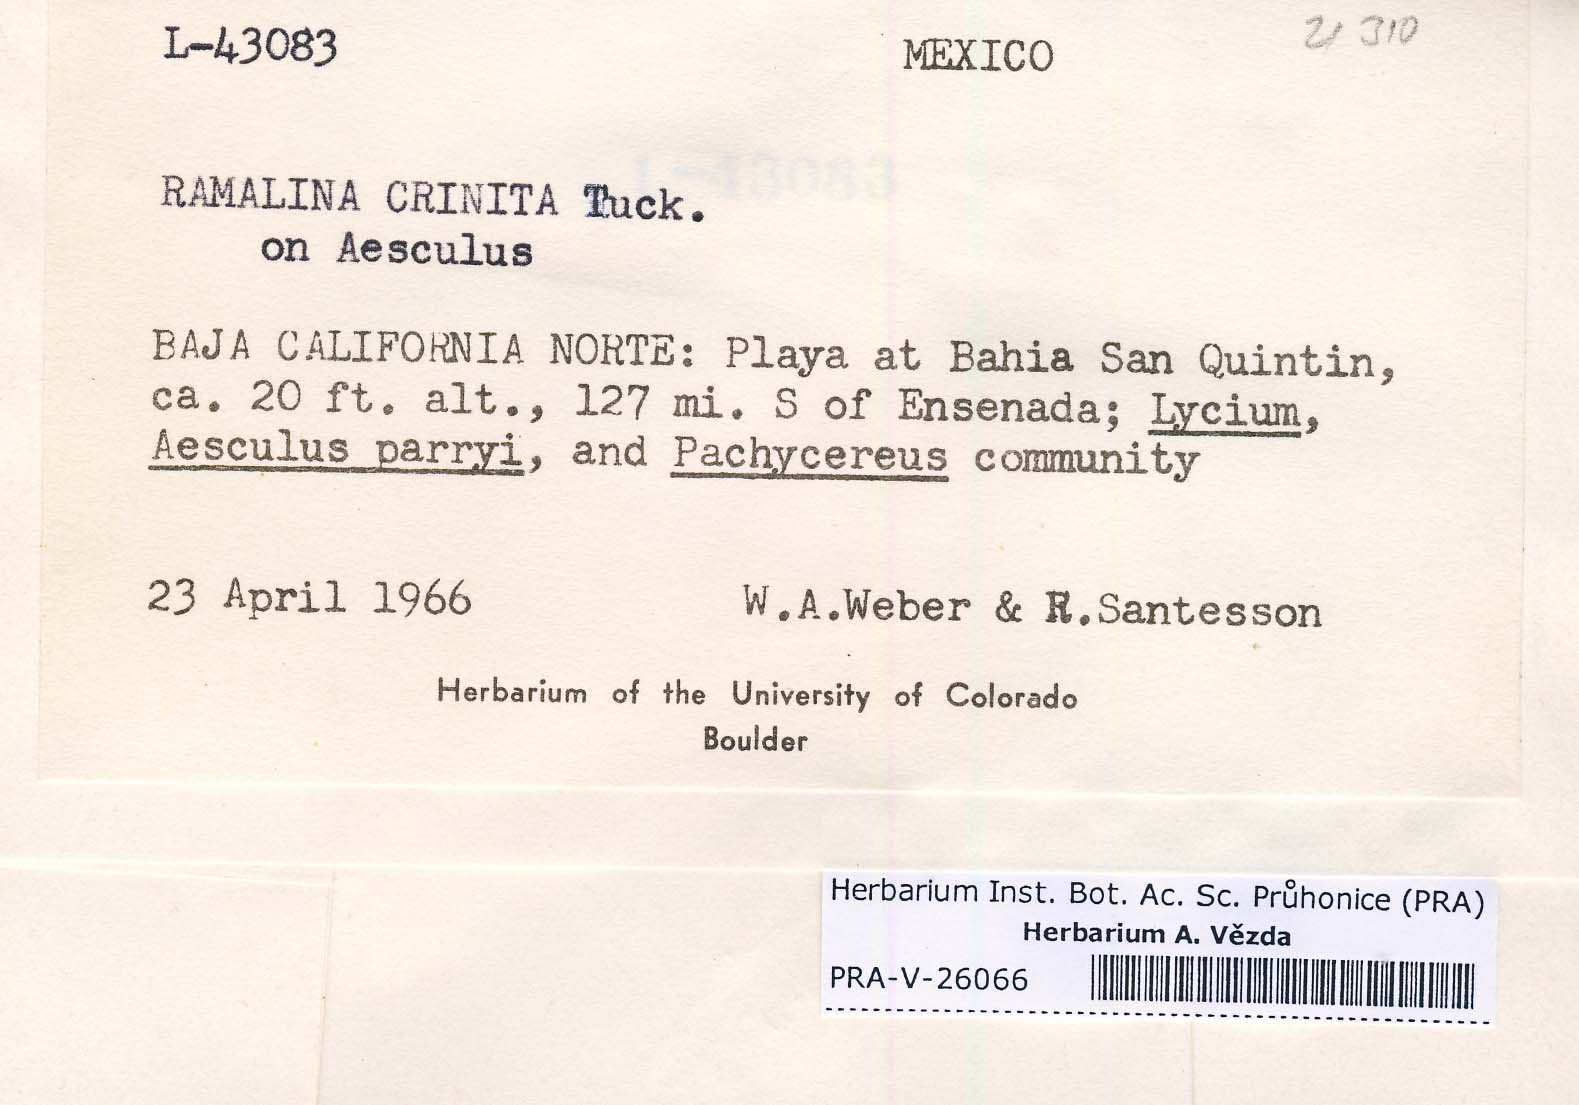 L-43083
MEXICO
21 310
RAMALINA CRINITA Tuck.
on Aesculus
BAJA CALIFORNIA NORTE: Playa at Bahia San Quintin,
ca. 20 ft. alt., 127 mi. S of Ensenada; Lycium,
Aesculus parryi, and Pachycereus community
23 April 1966
W.A.Weber & R.Santesson
Herbarium of the University of Colorado
Boulder
Herbarium Inst. Bot. Ac. Sc. Průhonice (PRA)
Herbarium A. Vězda
PRA-V-26066